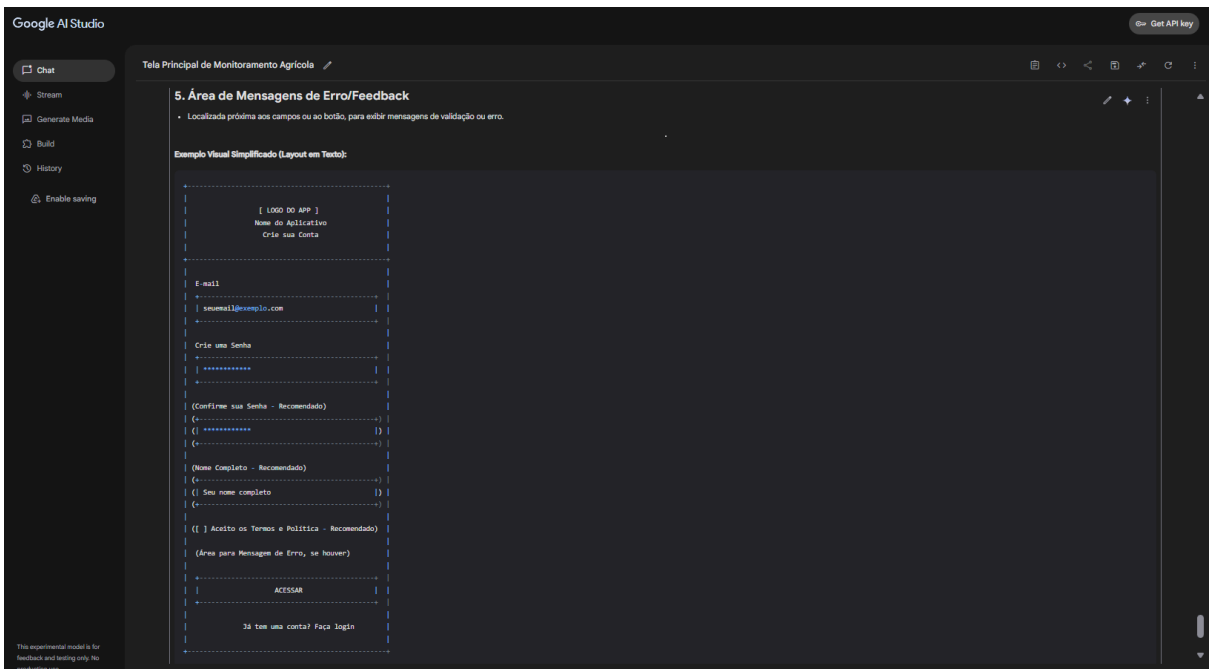 Google AI Studio
Get API key
Chat
Stream
Generate Media
Build
History
Enable saving
Tela Principal de Monitoramento Agrícola
5. Área de Mensagens de Erro/Feedback
• Localizada próxima aos campos ou ao botão, para exibir mensagens de validação ou erro.
Exemplo Visual Simplificado (Layout em Texto):
[ LOGO DO APP ]
Nome do Aplicativo
Crie sua Conta
E-mail
seuemail@exemplo.com
Crie uma Senha
************
(Confirme sua Senha - Recomendado)
************
(Nome Completo - Recomendado)
Seu nome completo
([ ] Aceito os Termos e Política - Recomendado)
(Área para Mensagem de Erro, se houver)
ACESSAR
Já tem uma conta? Faça login
This experimental model is for
feedback and testing only. No
production use.